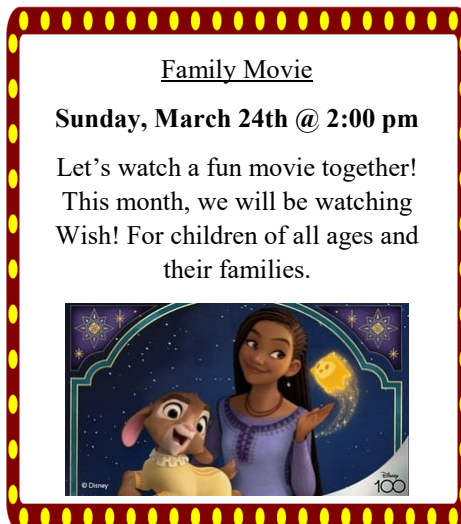 Family Movie
Sunday, March 24th @ 2:00 pm
Let’s watch a fun movie together!
This month, we will be watching
Wish! For children of all ages and
their families.
© Disney
Disney
100